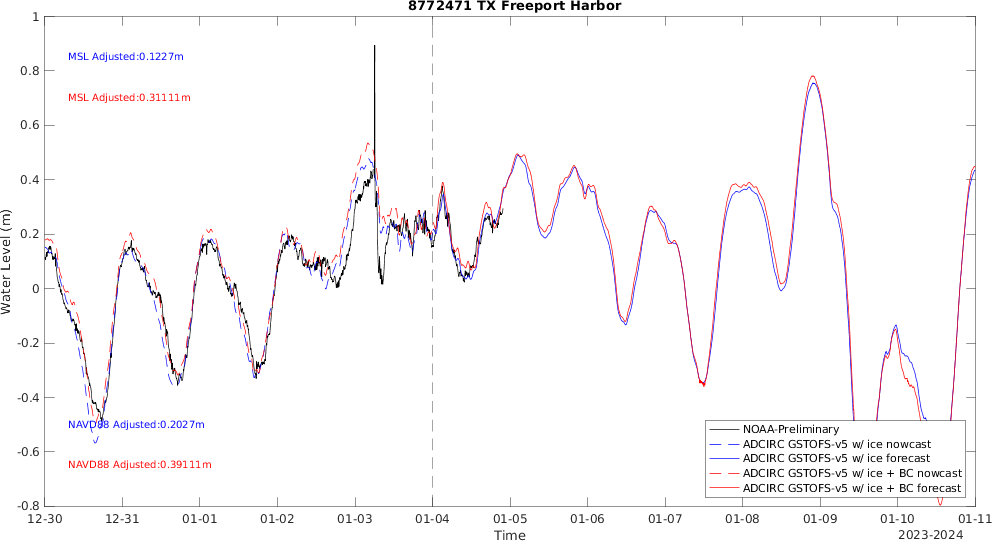 8772471 TX Freeport Harbor
1
0.8
0.6
0.4
0.2
0
-0.2
-0.4
-0.6
-0.8
Water Level (m)
MSL Adjusted:0.1227m
MSL Adjusted:0.31111m
NAVD88 Adjusted:0.2027m
NAVD88 Adjusted:0.39111m
NOAA-Preliminary
ADCIRC GSTOFS-v5 w/ ice nowcast
ADCIRC GSTOFS-v5 w/ ice forecast
ADCIRC GSTOFS-v5 w/ ice + BC nowcast
ADCIRC GSTOFS-v5 w/ ice + BC forecast
12-30 12-31 01-01 01-02 01-03 01-04 01-05 01-06 01-07 01-08 01-09 01-10 01-11
Time
2023-2024